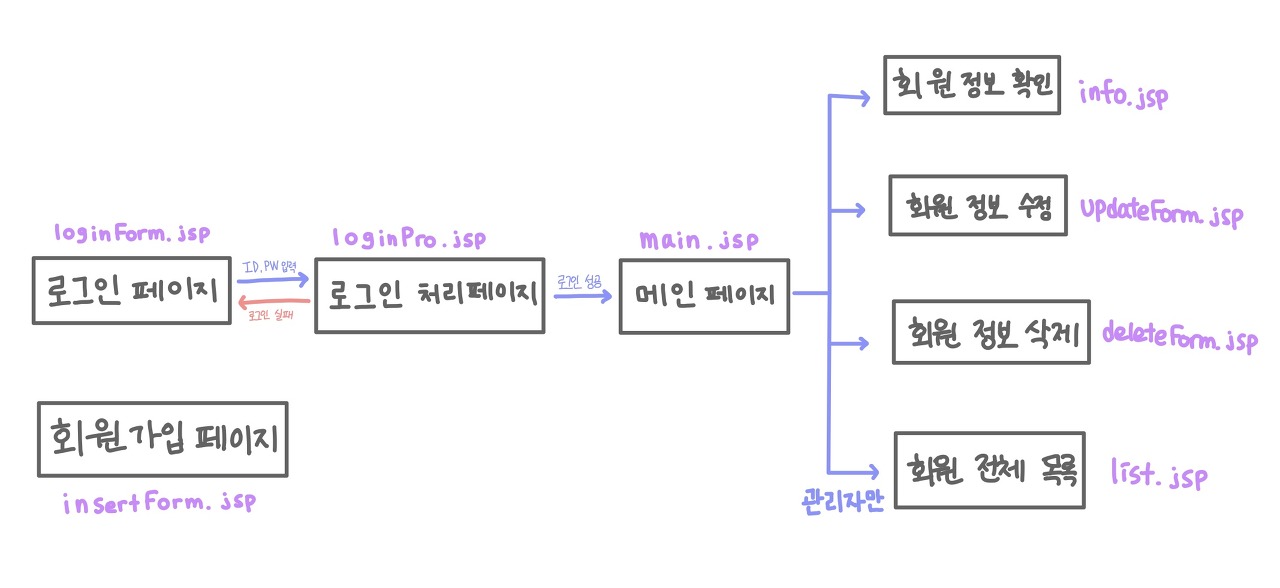 loginForm.jsp
로그인 페이지
ID.PW 입력
로그인 실패
loginPro.jsp
로그인 처리페이지
로그인 성공
main.jsp
메인 페이지
회원 정보 확인
info.jsp
회원 정보 수정
updateForm.jsp
회원 정보 삭제
deleteForm.jsp
관리자만
회원 전체 목록
list.jsp
회원가입 페이지
insertForm.jsp